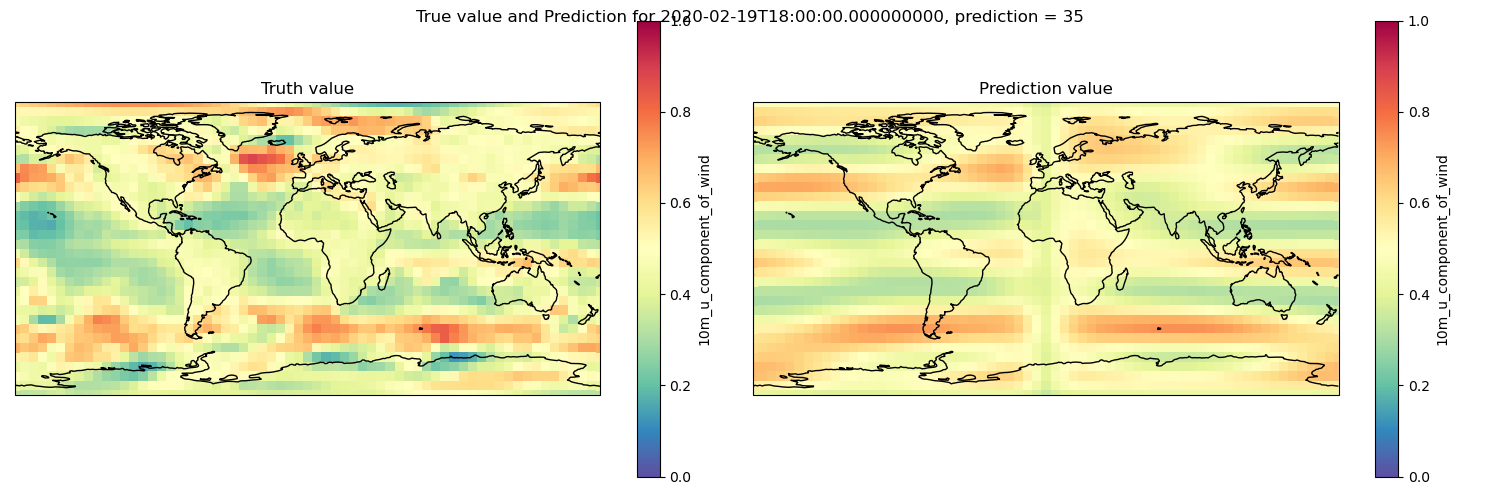 True value and Prediction for 2020-02-19T18:00:00.000000000, prediction = 35
Truth value
1.0
0.8
0.6
0.4
0.2
0.0
10m_u_component_of_wind
Prediction value
1.0
0.8
0.6
0.4
0.2
0.0
10m_u_component_of_wind